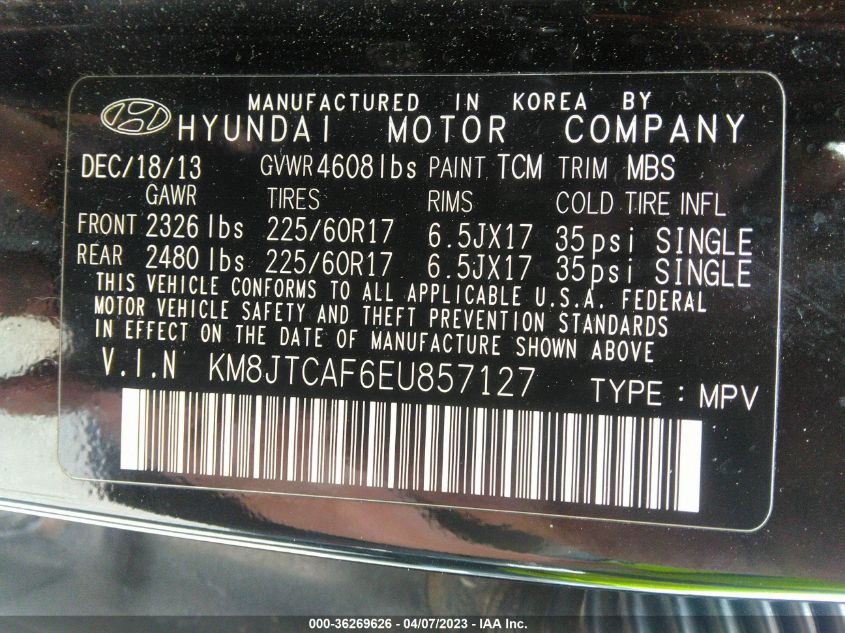 MANUFACTURED IN KOREA BY
HYUNDAI MOTOR COMPANY
DEC/18/13 GVWR 4608 lbs PAINT TCM TRIM MBS
GAWR TIRES RIMS COLD TIRE INFL
FRONT 2326 lbs 225/60R17 6.5JX17 35psi SINGLE
REAR 2480 lbs 225/60R17 6.5JX17 35psi SINGLE
THIS VEHICLE CONFORMS TO ALL APPLICABLE U.S.A. FEDERAL
MOTOR VEHICLE SAFETY AND THEFT PREVENTION STANDARDS
IN EFFECT ON THE DATE OF MANUFACTURE SHOWN ABOVE
V.I.N KM8JTCAF6EU857127 TYPE : MPV
000-36269626 - 04/07/2023 - IAAI.com